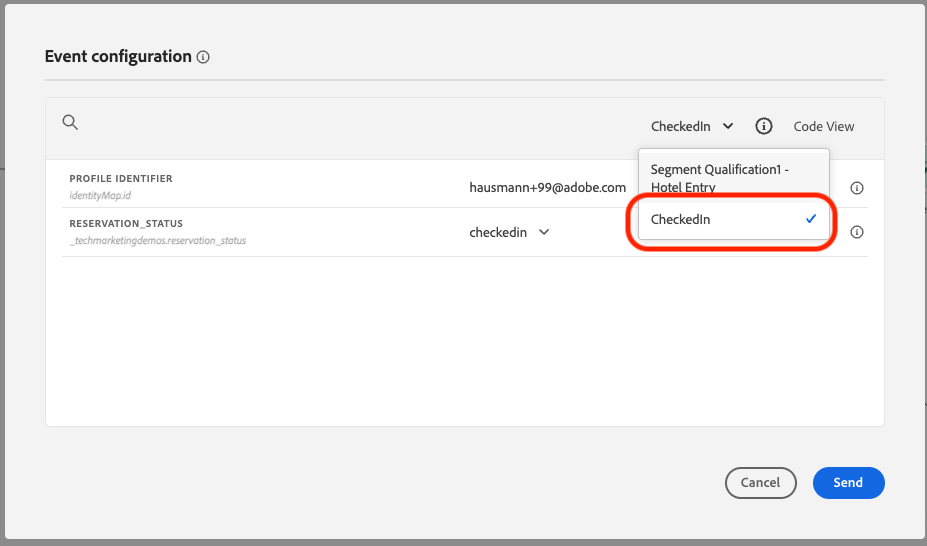 Event configuration
CheckedIn
Code View
Segment Qualification1 -
Hotel Entry
CheckedIn
PROFILE IDENTIFIER
identityMap.id
hausmann+99@adobe.com
RESERVATION_STATUS
_techmarketingdemos.reservation_status
checkedin
Cancel
Send